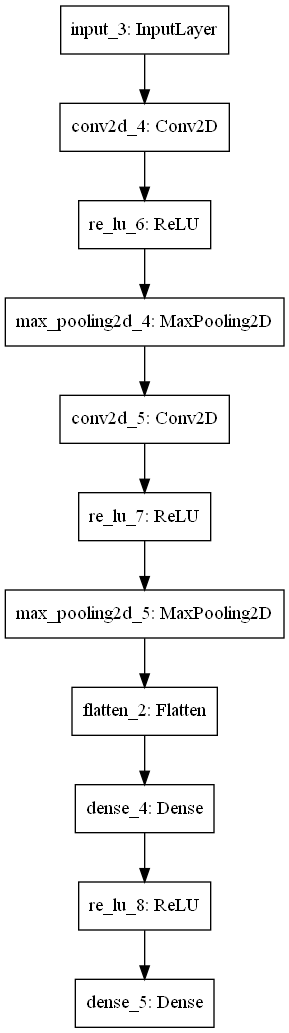 input_3: InputLayer
conv2d_4: Conv2D
re_lu_6: ReLU
max_pooling2d_4: MaxPooling2D
conv2d_5: Conv2D
re_lu_7: ReLU
max_pooling2d_5: MaxPooling2D
flatten_2: Flatten
dense_4: Dense
re_lu_8: ReLU
dense_5: Dense